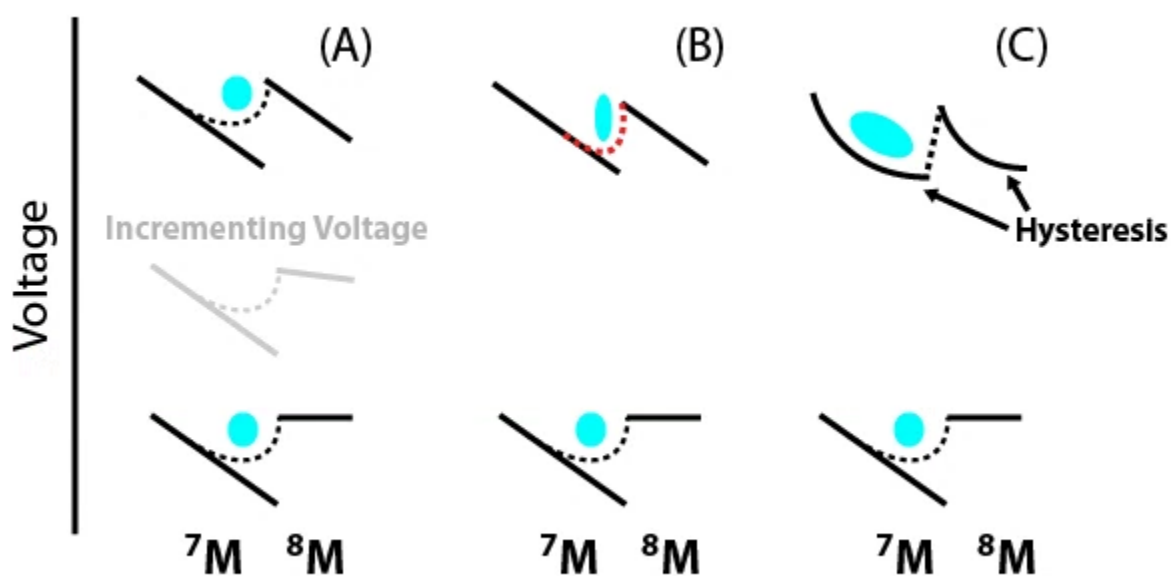 (A) (B) (C)
Incrementing Voltage
Hysteresis
Voltage
⁷M ⁸M ⁷M ⁸M ⁷M ⁸M